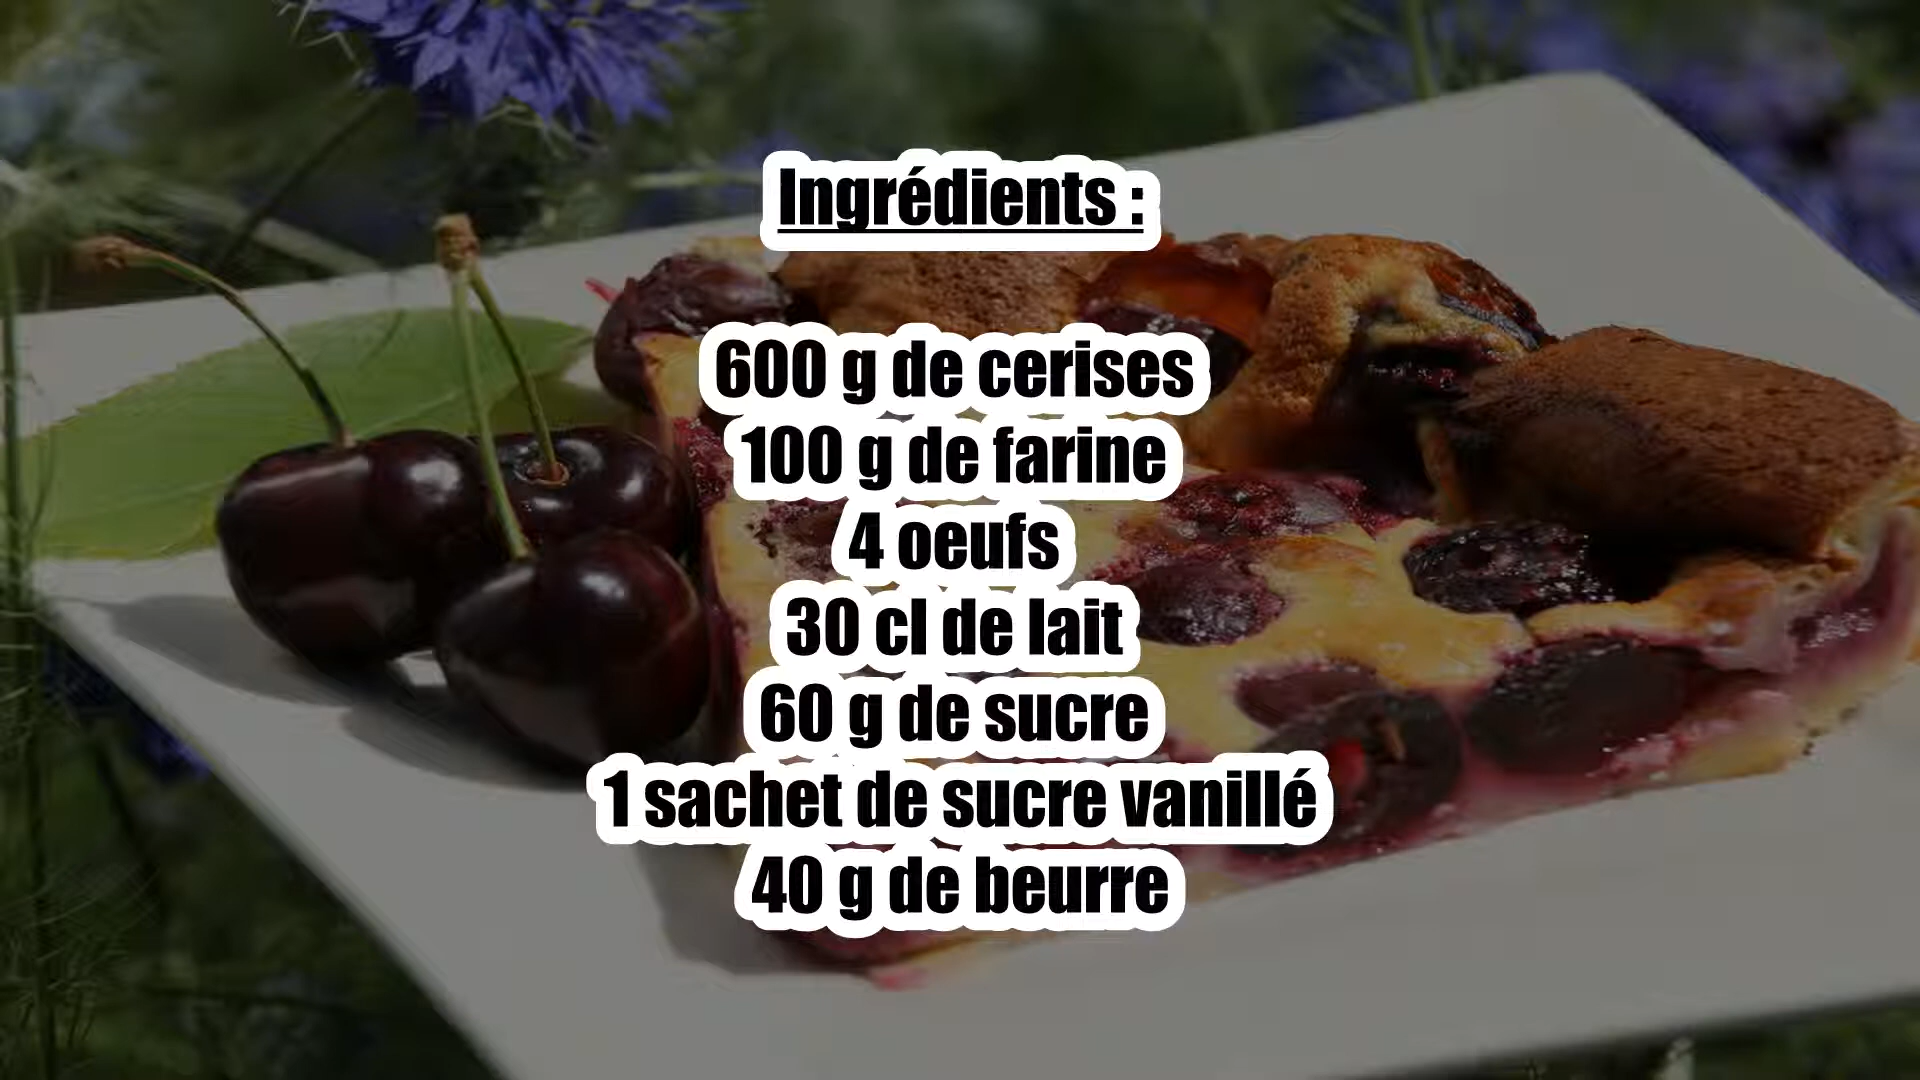 Ingrédients :
600 g de cerises
100 g de farine
4 oeufs
30 cl de lait
60 g de sucre
1 sachet de sucre vanillé
40 g de beurre